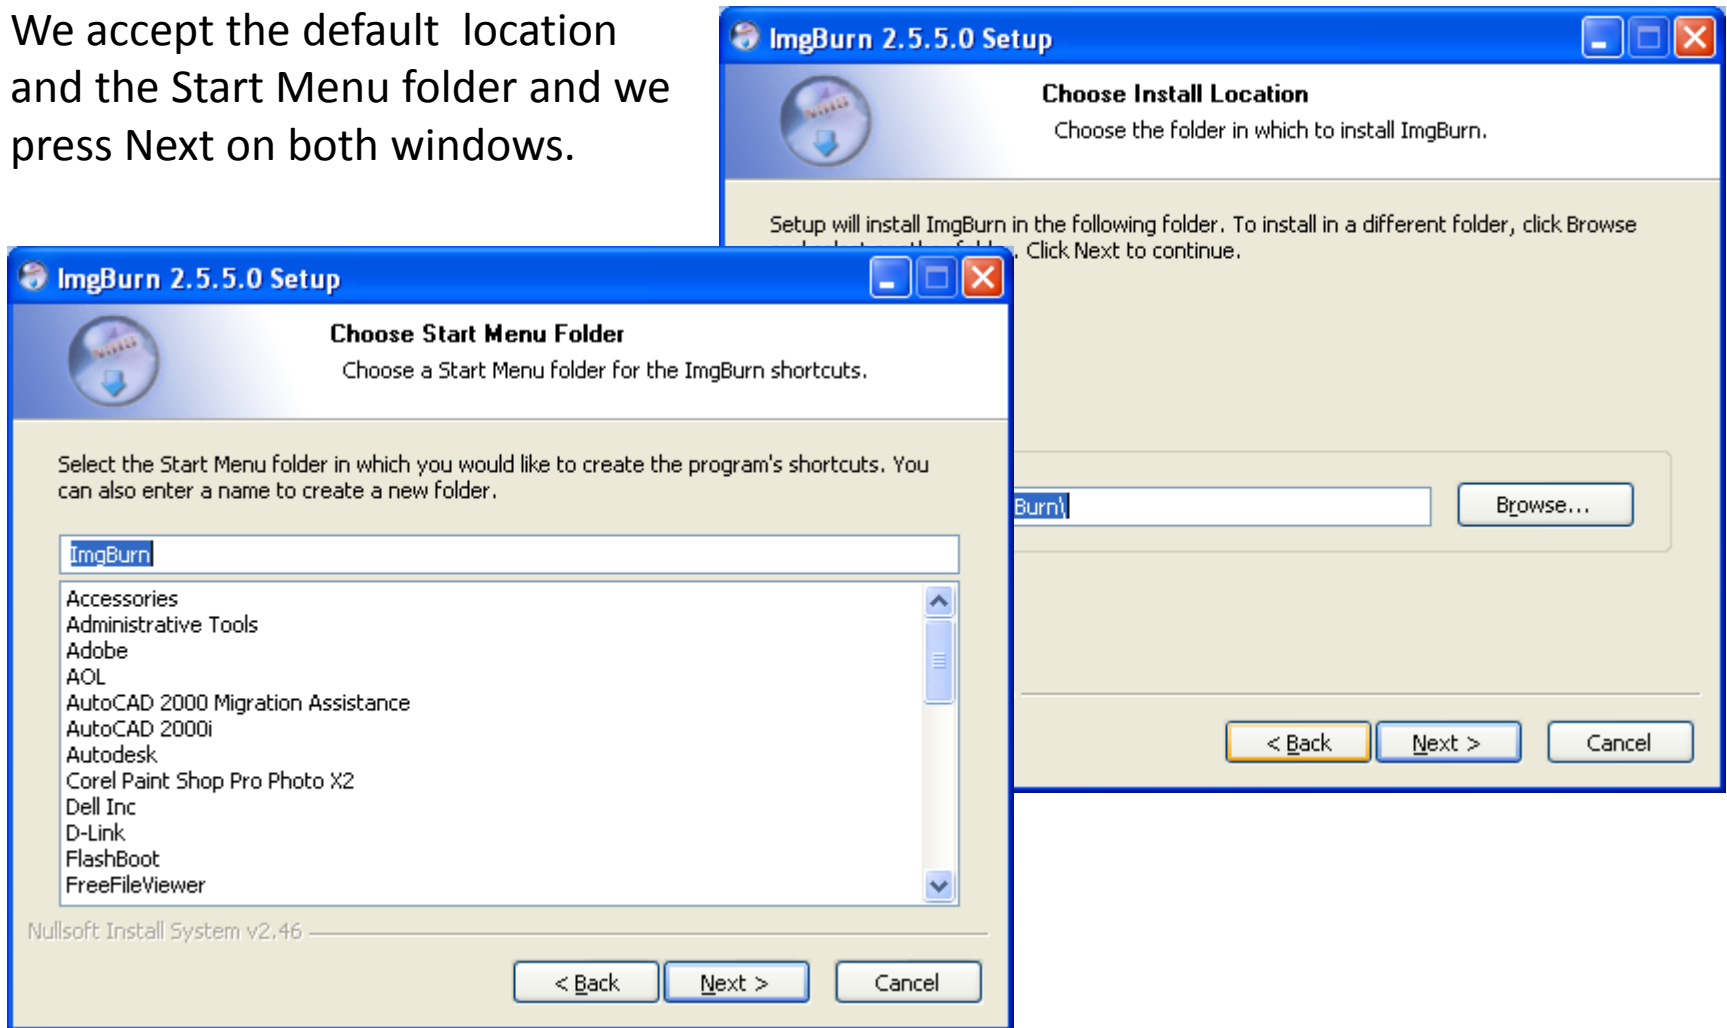 We accept the default  location
and the Start Menu folder and we
press Next on both windows.
ImgBurn 2.5.5.0 Setup
Choose Install Location
Choose the folder in which to install ImgBurn.
Setup will install ImgBurn in the following folder. To install in a different folder, click Browse
. Click Next to continue.
Burn\
Browse...
< Back
Next >
Cancel
ImgBurn 2.5.5.0 Setup
Choose Start Menu Folder
Choose a Start Menu folder for the ImgBurn shortcuts.
Select the Start Menu folder in which you would like to create the program's shortcuts. You
can also enter a name to create a new folder.
ImgBurn
Accessories
Administrative Tools
Adobe
AOL
AutoCAD 2000 Migration Assistance
AutoCAD 2000i
Autodesk
Corel Paint Shop Pro Photo X2
Dell Inc
D-Link
FlashBoot
FreeFileViewer
Nullsoft Install System v2.46
< Back
Next >
Cancel